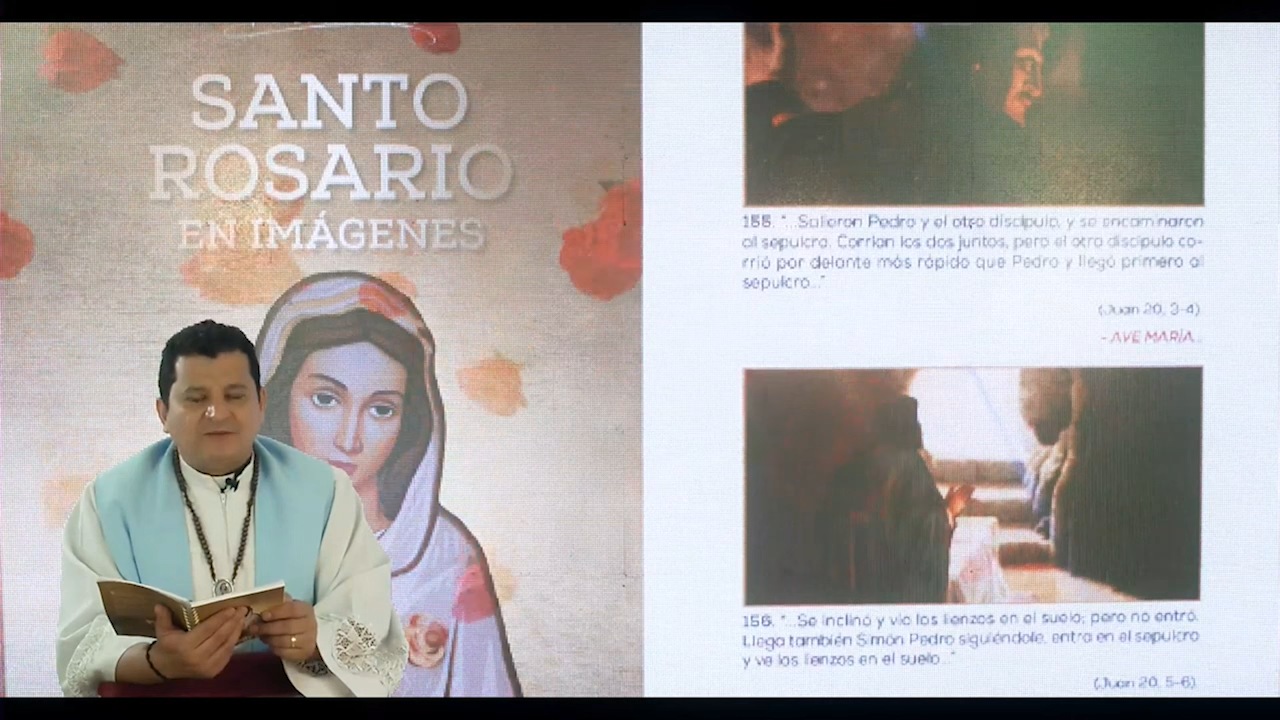 SANTO
ROSARIO
EN IMÁGENES
155. "...Salieron Pedro y el otro discípulo, y se encaminaron
al sepulcro. Corrían los dos juntos, pero el otro discípulo co-
rrió por delante más rápido que Pedro y llegó primero al
sepulcro..."
(Juan 20, 3-4)
- AVE MARÍA...
156. "...Se inclinó y vio los lienzos en el suelo; pero no entró.
Llega también Simón Pedro siguiéndole, entra en el sepulcro
y ve los lienzos en el suelo..."
(Juan 20, 5-6).